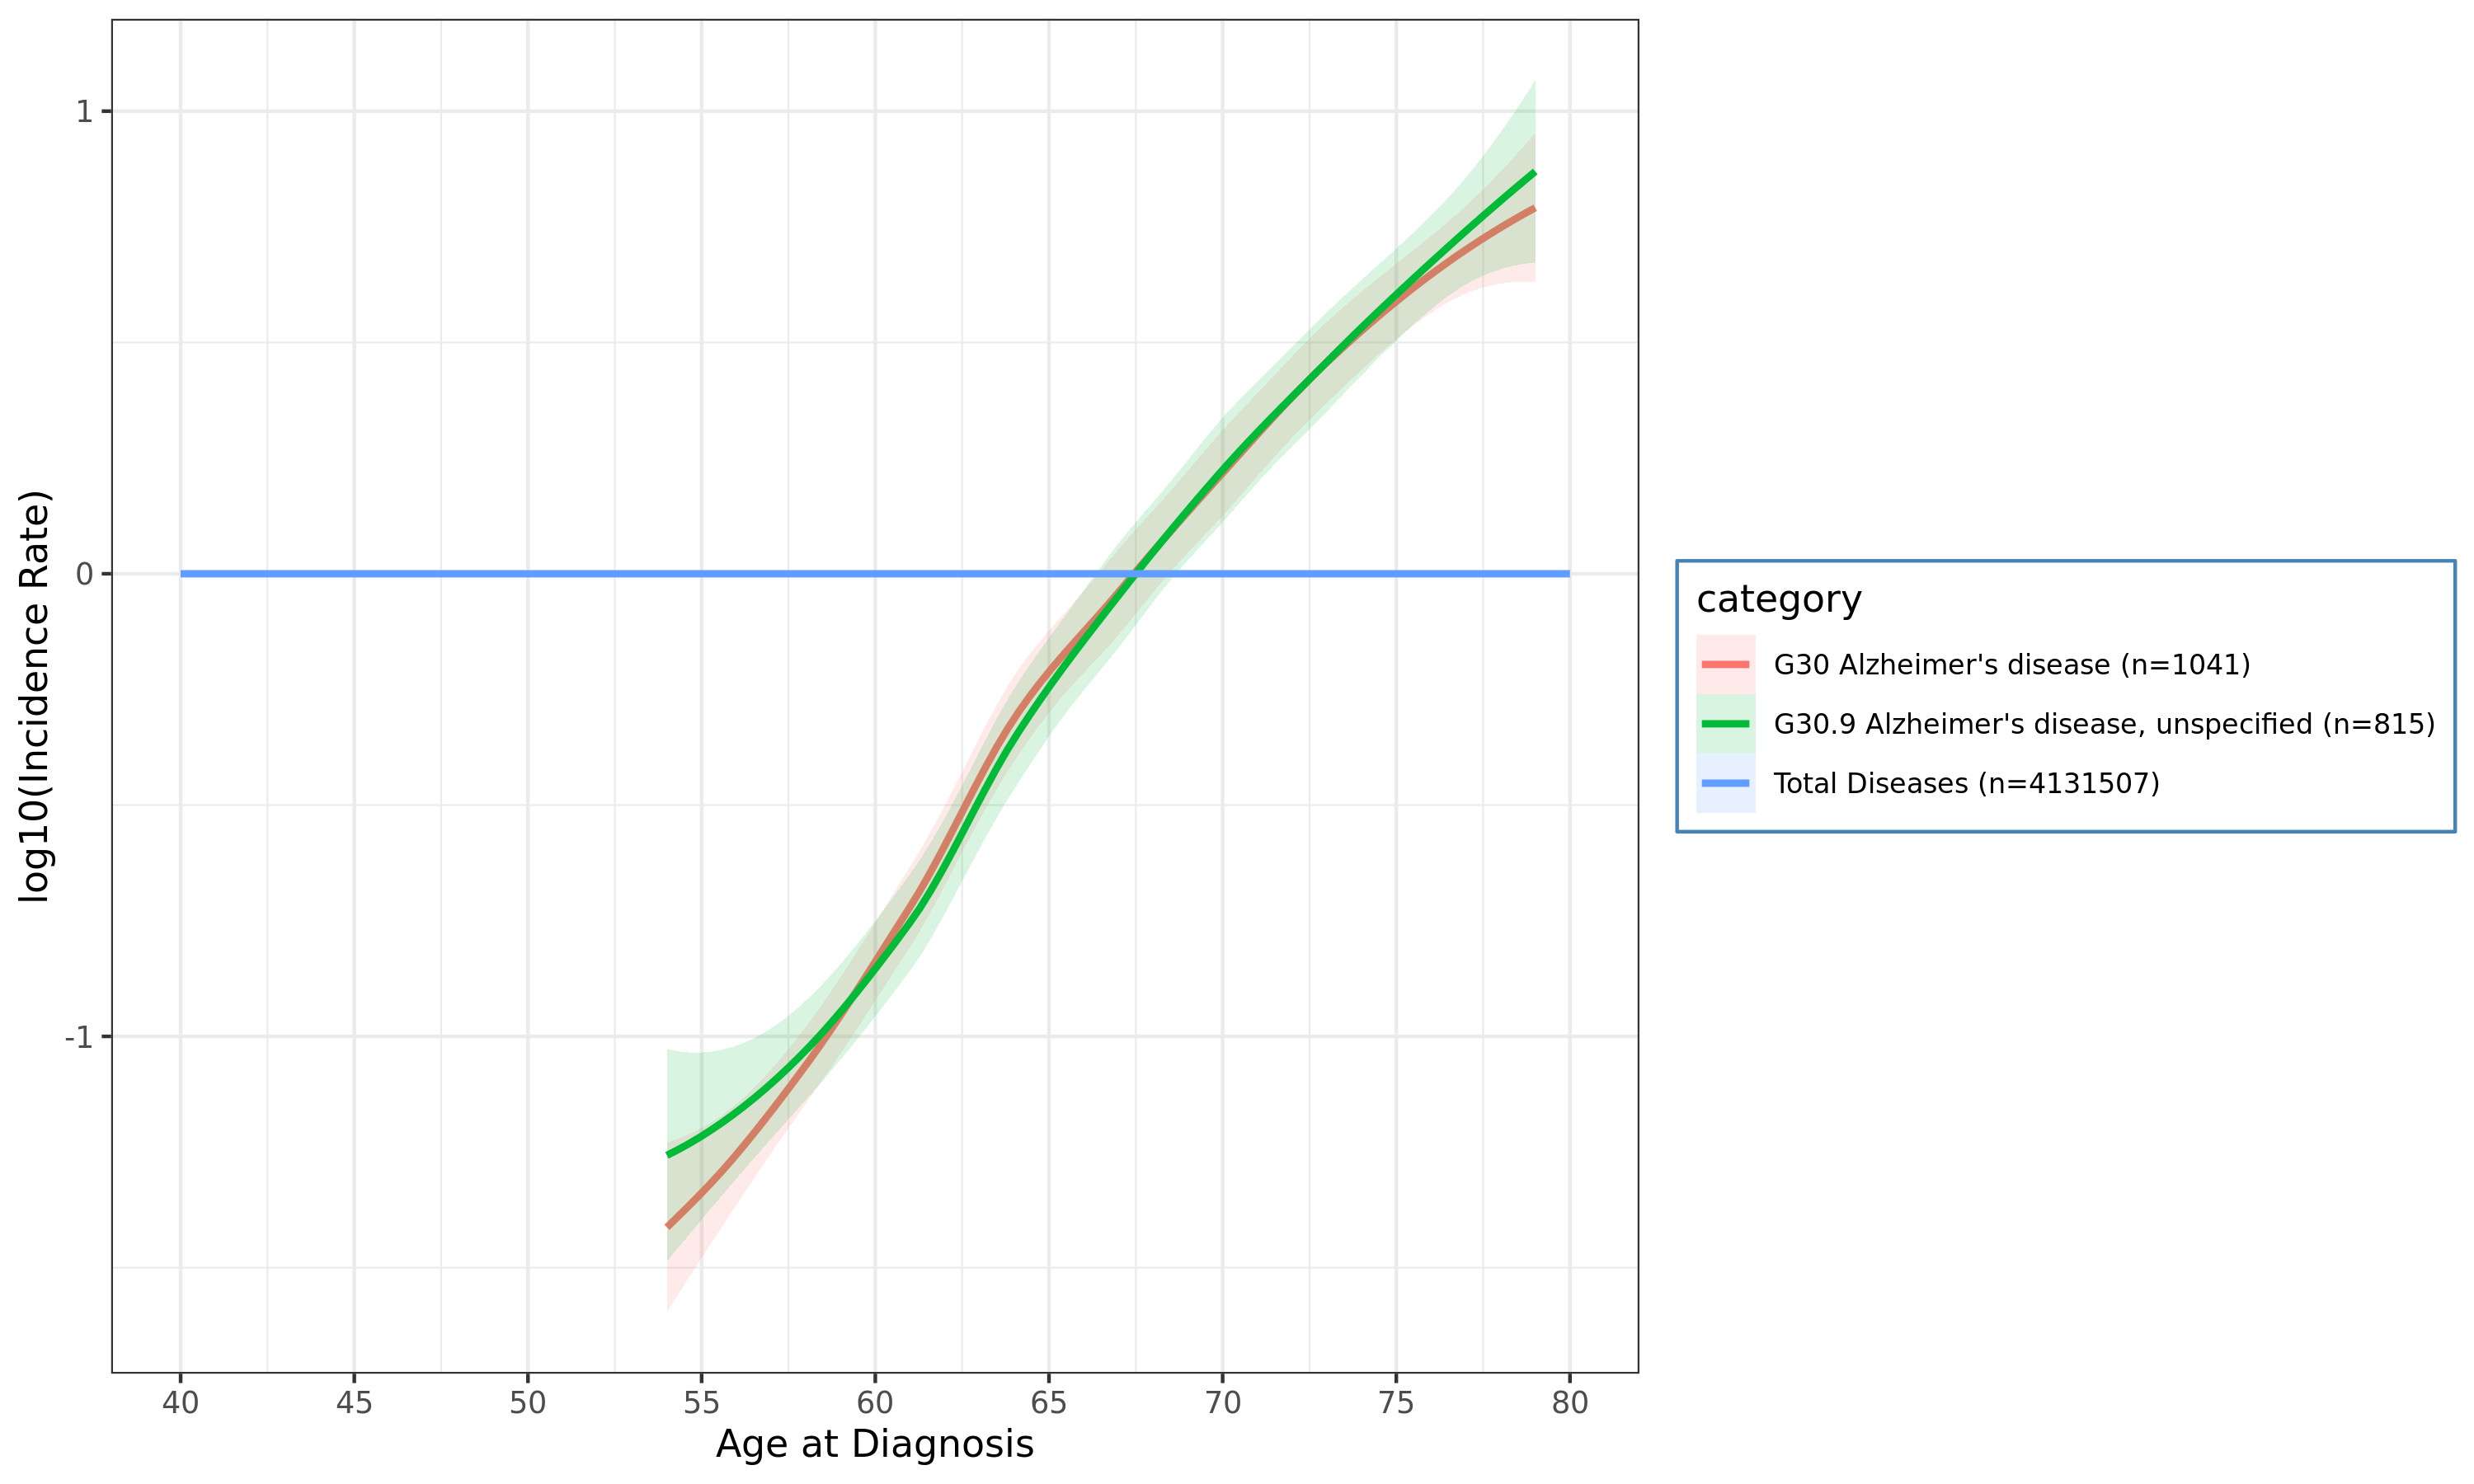 log10(Incidence Rate)
1
0
-1
40 45 50 55 60 65 70 75 80
Age at Diagnosis
category
G30 Alzheimer's disease (n=1041)
G30.9 Alzheimer's disease, unspecified (n=815)
Total Diseases (n=4131507)